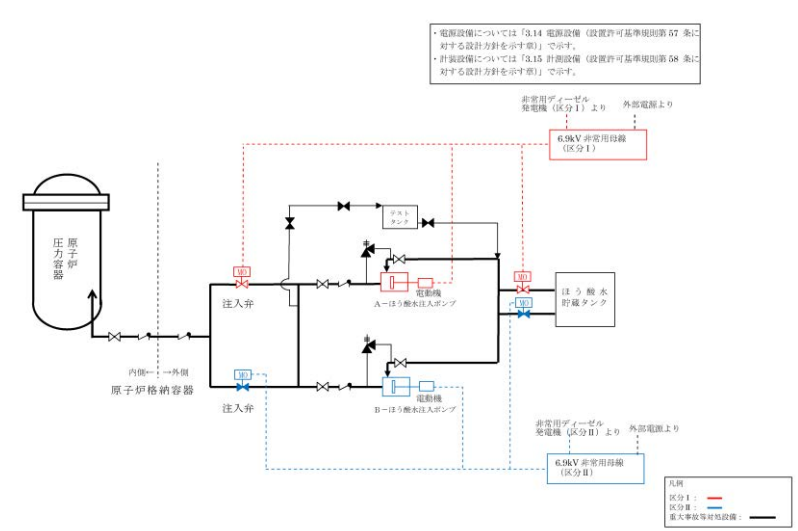 ・電源設備については「3.14 電源設備（設置許可基準規則第57 条に
対する設計方針を示す章）」で示す。
・計装設備については「3.15 計測設備（設置許可基準規則第58 条に
対する設計方針を示す章）」で示す。
非常用ディーゼル
発電機（区分Ⅰ）より
外部電源より
6.9kV 非常用母線
（区分Ⅰ）
テスト
タンク
原子炉
圧力容器
MO
注入弁
電動機
A－ほう酸水注入ポンプ
MO
MO
ほう酸水
貯蔵タンク
内側←
→外側
原子炉格納容器
MO
注入弁
電動機
B－ほう酸水注入ポンプ
非常用ディーゼル
発電機（区分Ⅱ）より
外部電源より
6.9kV 非常用母線
（区分Ⅱ）
凡例
区分Ⅰ：
区分Ⅱ：
重大事故等対処設備：